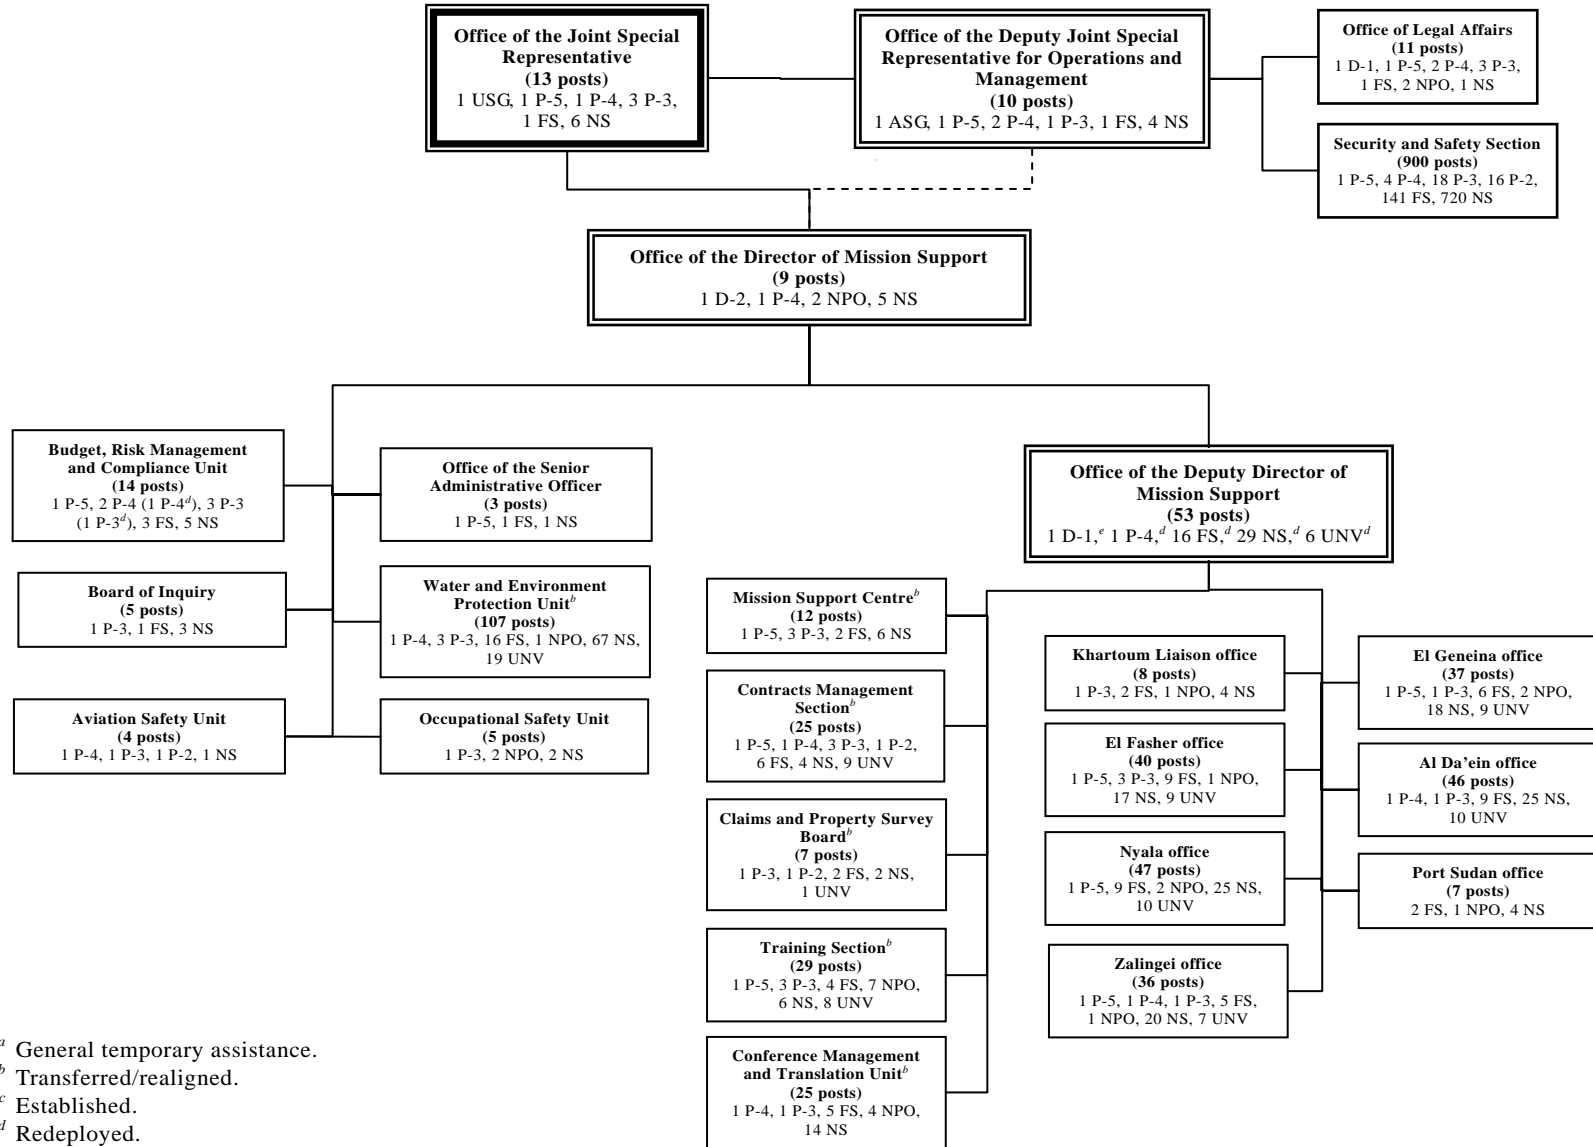 Office of the Joint Special
Representative
(13 posts)
1 USG, 1 P-5, 1 P-4, 3 P-3,
1 FS, 6 NS
Office of the Deputy Joint Special
Representative for Operations and
Management
(10 posts)
1 ASG, 1 P-5, 2 P-4, 1 P-3, 1 FS, 4 NS
Office of Legal Affairs
(11 posts)
1 D-1, 1 P-5, 2 P-4, 3 P-3,
1 FS, 2 NPO, 1 NS
Security and Safety Section
(900 posts)
1 P-5, 4 P-4, 18 P-3, 16 P-2,
141 FS, 720 NS
Office of the Director of Mission Support
(9 posts)
1 D-2, 1 P-4, 2 NPO, 5 NS
Budget, Risk Management
and Compliance Unit
(14 posts)
1 P-5, 2 P-4 (1 P-4d), 3 P-3
(1 P-3d), 3 FS, 5 NS
Office of the Senior
Administrative Officer
(3 posts)
1 P-5, 1 FS, 1 NS
Board of Inquiry
(5 posts)
1 P-3, 1 FS, 3 NS
Water and Environment
Protection Unitb
(107 posts)
1 P-4, 3 P-3, 16 FS, 1 NPO, 67 NS,
19 UNV
Aviation Safety Unit
(4 posts)
1 P-4, 1 P-3, 1 P-2, 1 NS
Occupational Safety Unit
(5 posts)
1 P-3, 2 NPO, 2 NS
Office of the Deputy Director of
Mission Support
(53 posts)
1 D-1,e 1 P-4,d 16 FS,d 29 NS,d 6 UNVd
Mission Support Centreb
(12 posts)
1 P-5, 3 P-3, 2 FS, 6 NS
Contracts Management
Sectionb
(25 posts)
1 P-5, 1 P-4, 3 P-3, 1 P-2,
6 FS, 4 NS, 9 UNV
Claims and Property Survey
Boardb
(7 posts)
1 P-3, 1 P-2, 2 FS, 2 NS,
1 UNV
Training Sectionb
(29 posts)
1 P-5, 3 P-3, 4 FS, 7 NPO,
6 NS, 8 UNV
Conference Management
and Translation Unitb
(25 posts)
1 P-4, 1 P-3, 5 FS, 4 NPO,
14 NS
Khartoum Liaison office
(8 posts)
1 P-3, 2 FS, 1 NPO, 4 NS
El Fasher office
(40 posts)
1 P-5, 3 P-3, 9 FS, 1 NPO,
17 NS, 9 UNV
Nyala office
(47 posts)
1 P-5, 9 FS, 2 NPO, 25 NS,
10 UNV
Zalingei office
(36 posts)
1 P-5, 1 P-4, 1 P-3, 5 FS,
1 NPO, 20 NS, 7 UNV
El Geneina office
(37 posts)
1 P-5, 1 P-3, 6 FS, 2 NPO,
18 NS, 9 UNV
Al Da’ein office
(46 posts)
1 P-4, 1 P-3, 9 FS, 25 NS,
10 UNV
Port Sudan office
(7 posts)
2 FS, 1 NPO, 4 NS
a General temporary assistance.
b Transferred/realigned.
c Established.
d Redeployed.